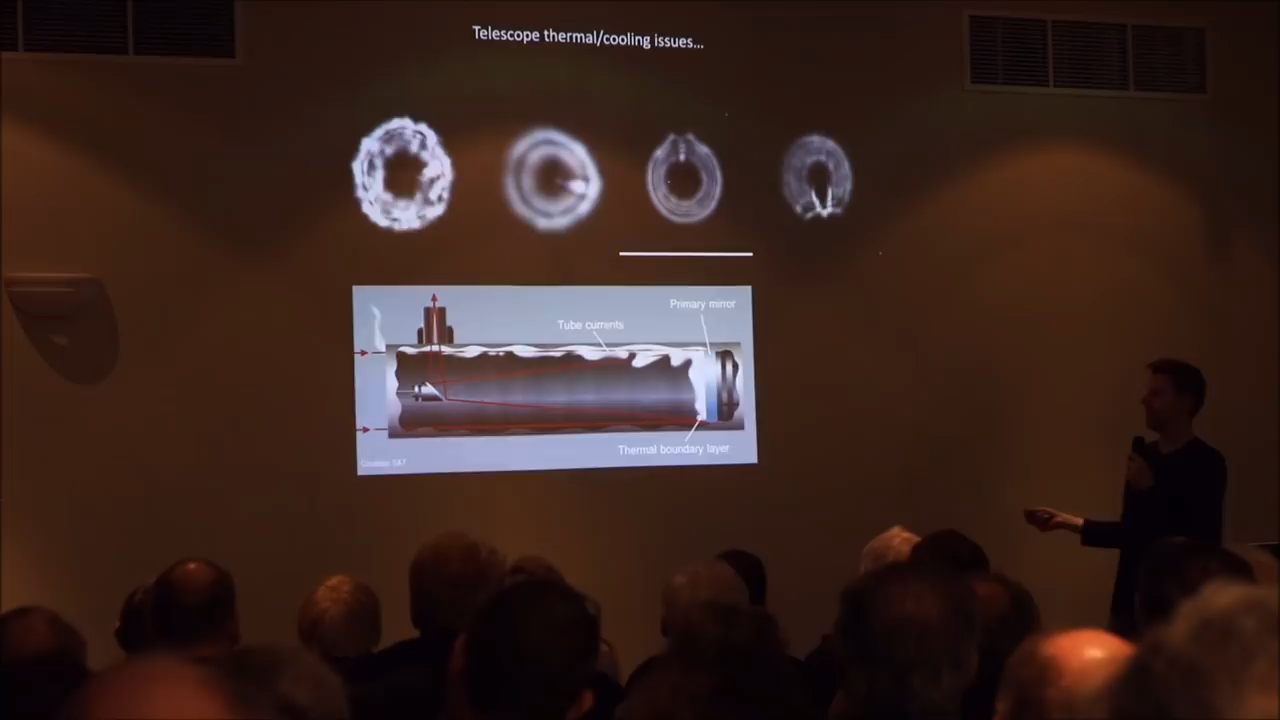 Telescope thermal/cooling issues...
Primary mirror
Tube currents
Thermal boundary layer